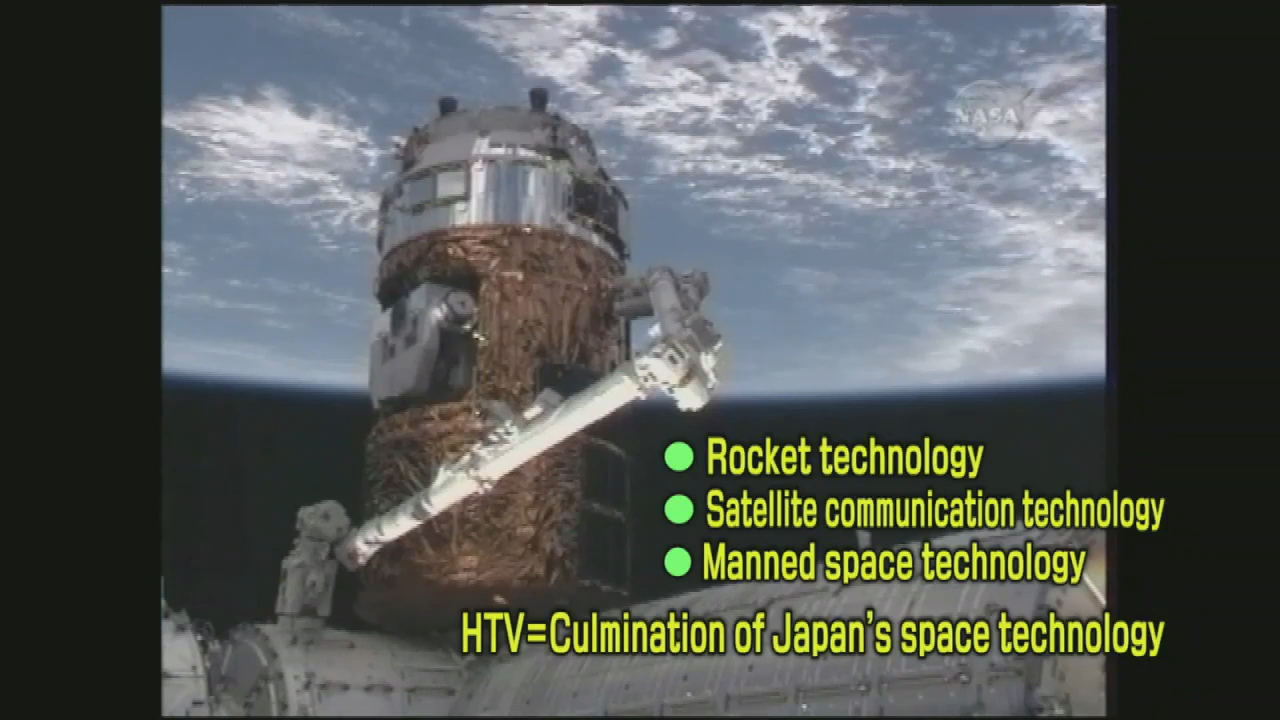 NASA
● Rocket technology
● Satellite communication technology
● Manned space technology
HTV=Culmination of Japan's space technology